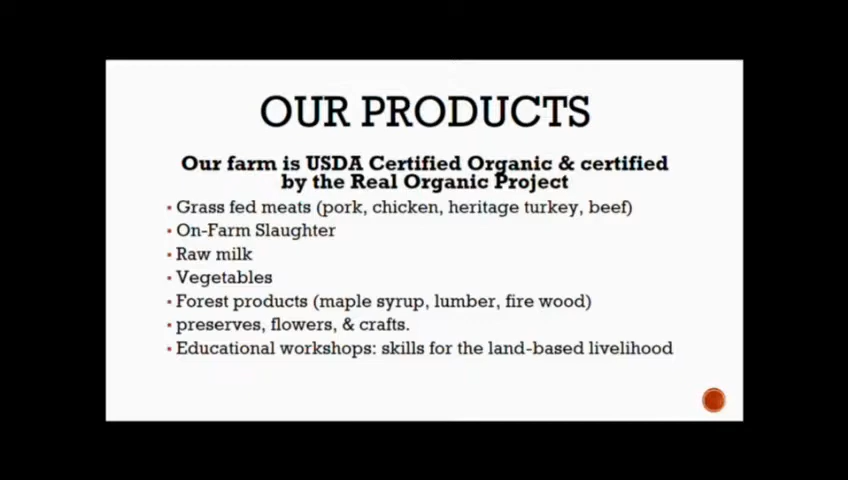 OUR PRODUCTS
Our farm is USDA Certified Organic & certified
by the Real Organic Project
▪ Grass fed meats (pork, chicken, heritage turkey, beef)
▪ On-Farm Slaughter
▪ Raw milk
▪ Vegetables
▪ Forest products (maple syrup, lumber, fire wood)
▪ preserves, flowers, & crafts.
▪ Educational workshops: skills for the land-based livelihood